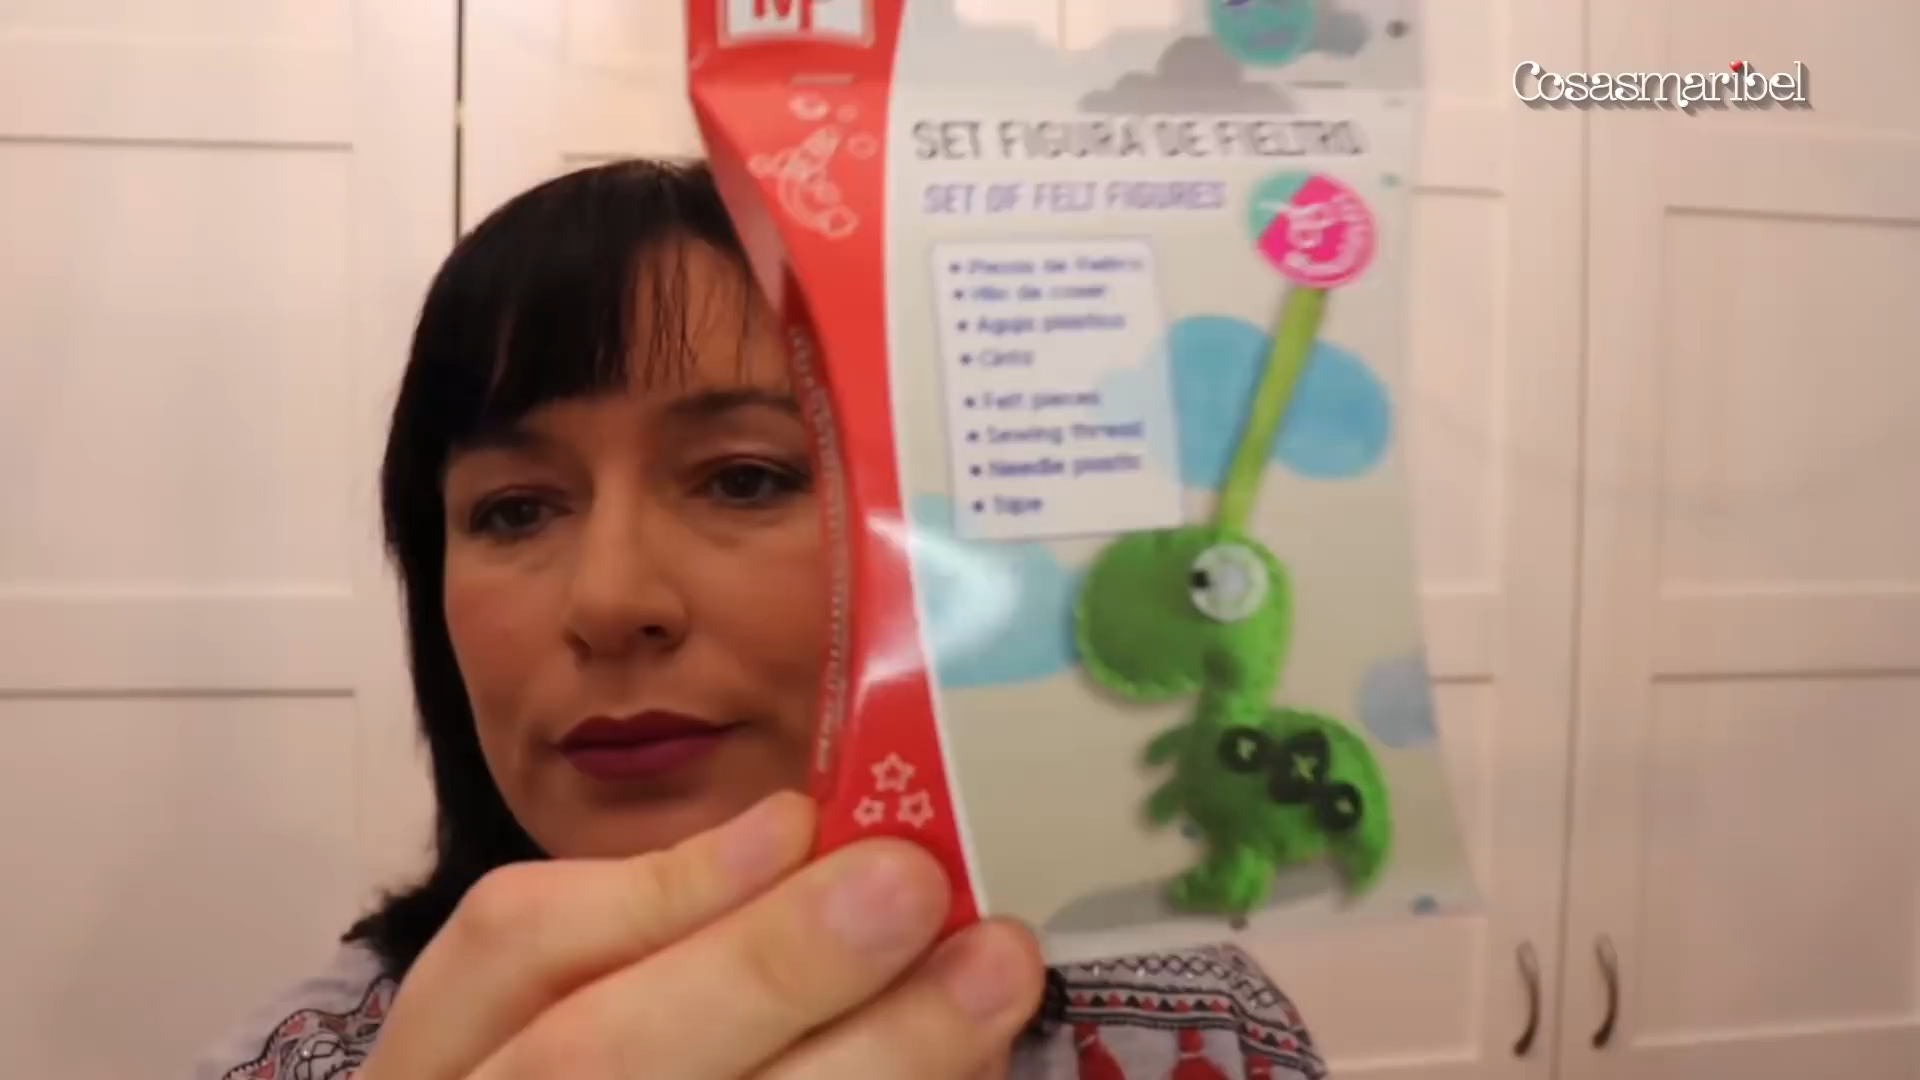 MP
Cosasmaribel
SET FIGURA DE FIELTRO
SET OF FELT FIGURES
• Piezas de fieltro
• Hilo de coser
• Aguja plástico
• Cinta
• Felt pieces
• Sewing thread
• Needle plastic
• Tape